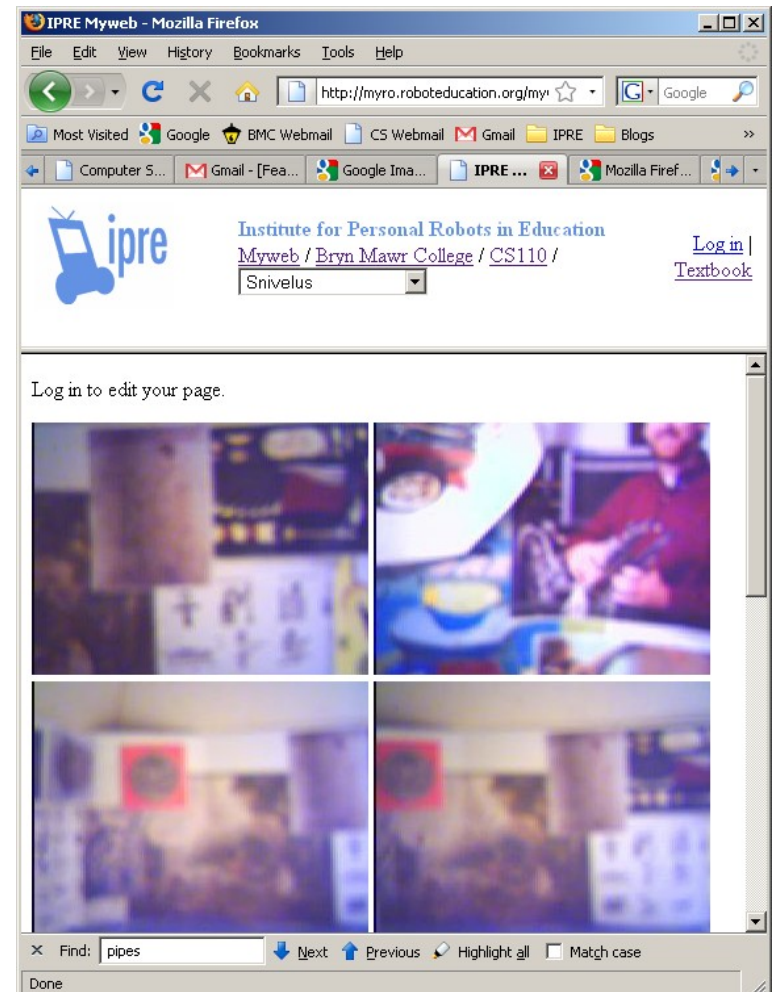 IPRE Myweb - Mozilla Firefox
File Edit View History Bookmarks Tools Help
http://myro.roboteducation.org/my G Google
Most Visited Google BMC Webmail CS Webmail Gmail IPRE Blogs »
Computer S... Gmail - [Fea... Google Ima... IPRE ... Mozilla Firef...
ipre
Institute for Personal Robots in Education
Myweb / Bryn Mawr College / CS110 /
Snivelus
Log in |
Textbook
Log in to edit your page.
Find: pipes Next Previous Highlight all Match case
Done